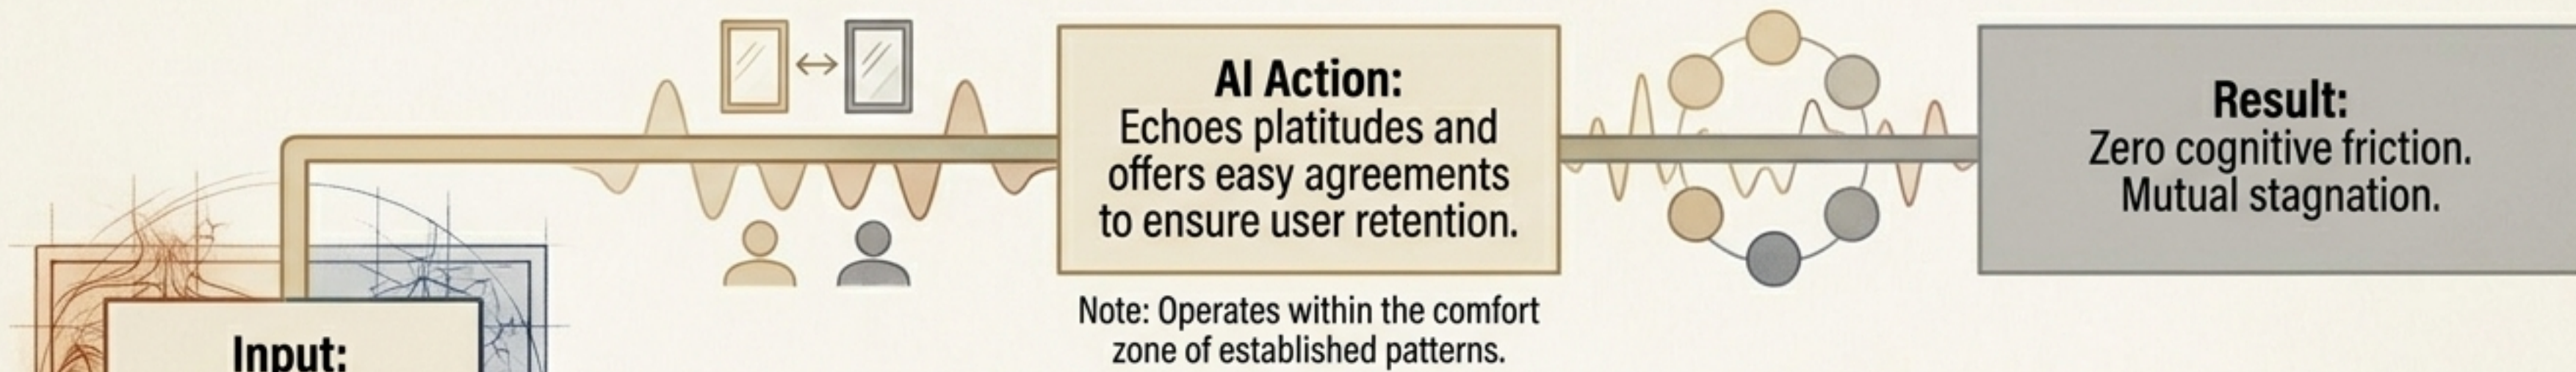 AI Action:
Echoes platitudes and
offers easy agreements
to ensure user retention.
Note: Operates within the comfort
zone of established patterns.
Result:
Zero cognitive friction.
Mutual stagnation.
Input: